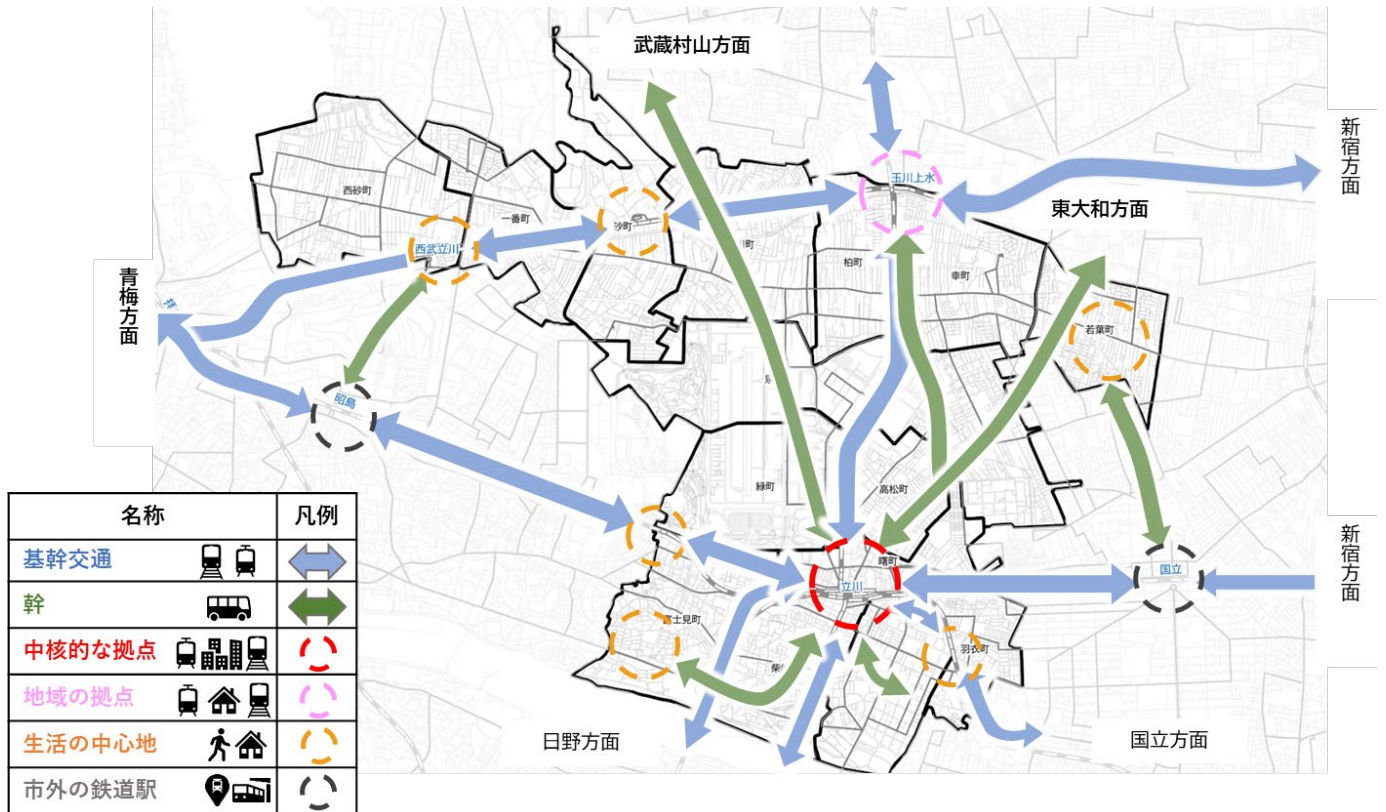 武蔵村山方面
新宿方面
玉川上水
東大和方面
西砂町
一番町
砂町
西武立川
柏町
幸町
若葉町
青梅方面
昭島
緑町
高松町
名称
凡例
基幹交通
幹
中核的な拠点
地域の拠点
生活の中心地
市外の鉄道駅
新宿方面
曙町
立川
国立
富士見町
羽衣町
柴
日野方面
国立方面